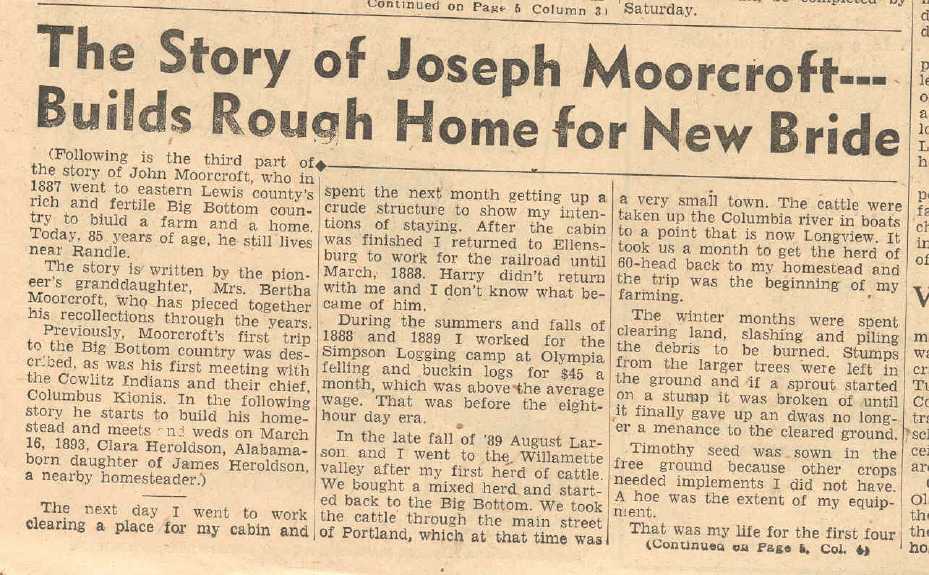 Continued on Page 5 Column 3)
Saturday.
The Story of Joseph Moorcroft---
Builds Rough Home for New Bride
(Following is the third part of
the story of John Moorcroft, who in
1887 went to eastern Lewis county's
rich and fertile Big Bottom coun-
try to biuld a farm and a home.
Today, 85 years of age, he still lives
near Randle.
The story is written by the pion-
eer's granddaughter, Mrs. Bertha
Moorcroft, who has pieced together
his recollections through the years.
Previously, Moorcroft's first trip
to the Big Bottom country was des-
cribed, as was his first meeting with
the Cowlitz Indians and their chief,
Columbus Kionis. In the following
story he starts to build his home-
stead and meets and weds on March
16, 1893, Clara Heroldson, Alabama-
born daughter of James Heroldson,
a nearby homesteader.)
The next day I went to work
clearing a place for my cabin and
spent the next month getting up a
crude structure to show my inten-
tions of staying. After the cabin
was finished I returned to Ellens-
burg to work for the railroad until
March, 1888. Harry didn't return
with me and I don't know what be-
came of him.
During the summers and falls of
1888 and 1889 I worked for the
Simpson Logging camp at Olympia
felling and buckin logs for $45 a
month, which was above the average
wage. That was before the eight-
hour day era.
In the late fall of '89 August Lar-
son and I went to the Willamette
valley after my first herd of cattle.
We bought a mixed herd and start-
ed back to the Big Bottom. We took
the cattle through the main street
of Portland, which at that time was
a very small town. The cattle were
taken up the Columbia river in boats
to a point that is now Longview. It
took us a month to get the herd of
60-head back to my homestead and
the trip was the beginning of my
farming.
The winter months were spent
clearing land, slashing and piling
the debris to be burned. Stumps
from the larger trees were left in
the ground and if a sprout started
on a stump it was broken of until
it finally gave up an dwas no long-
er a menance to the cleared ground.
Timothy seed was sown in the
free ground because other crops
needed implements I did not have.
A hoe was the extent of my equip-
ment.
That was my life for the first four
(Continued on Page 5, Col. 6)